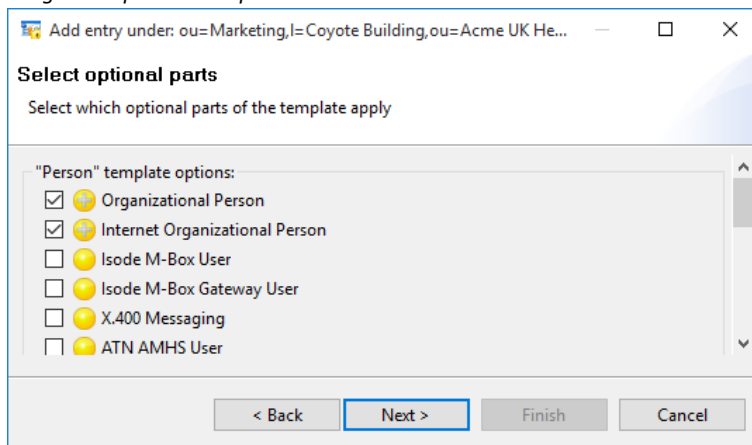 Add entry under: ou=Marketing,l=Coyote Building,ou=Acme UK He...
Select optional parts
Select which optional parts of the template apply
"Person" template options:
Organizational Person
Internet Organizational Person
Isode M-Box User
Isode M-Box Gateway User
X.400 Messaging
ATN AMHS User
< Back Next > Finish Cancel